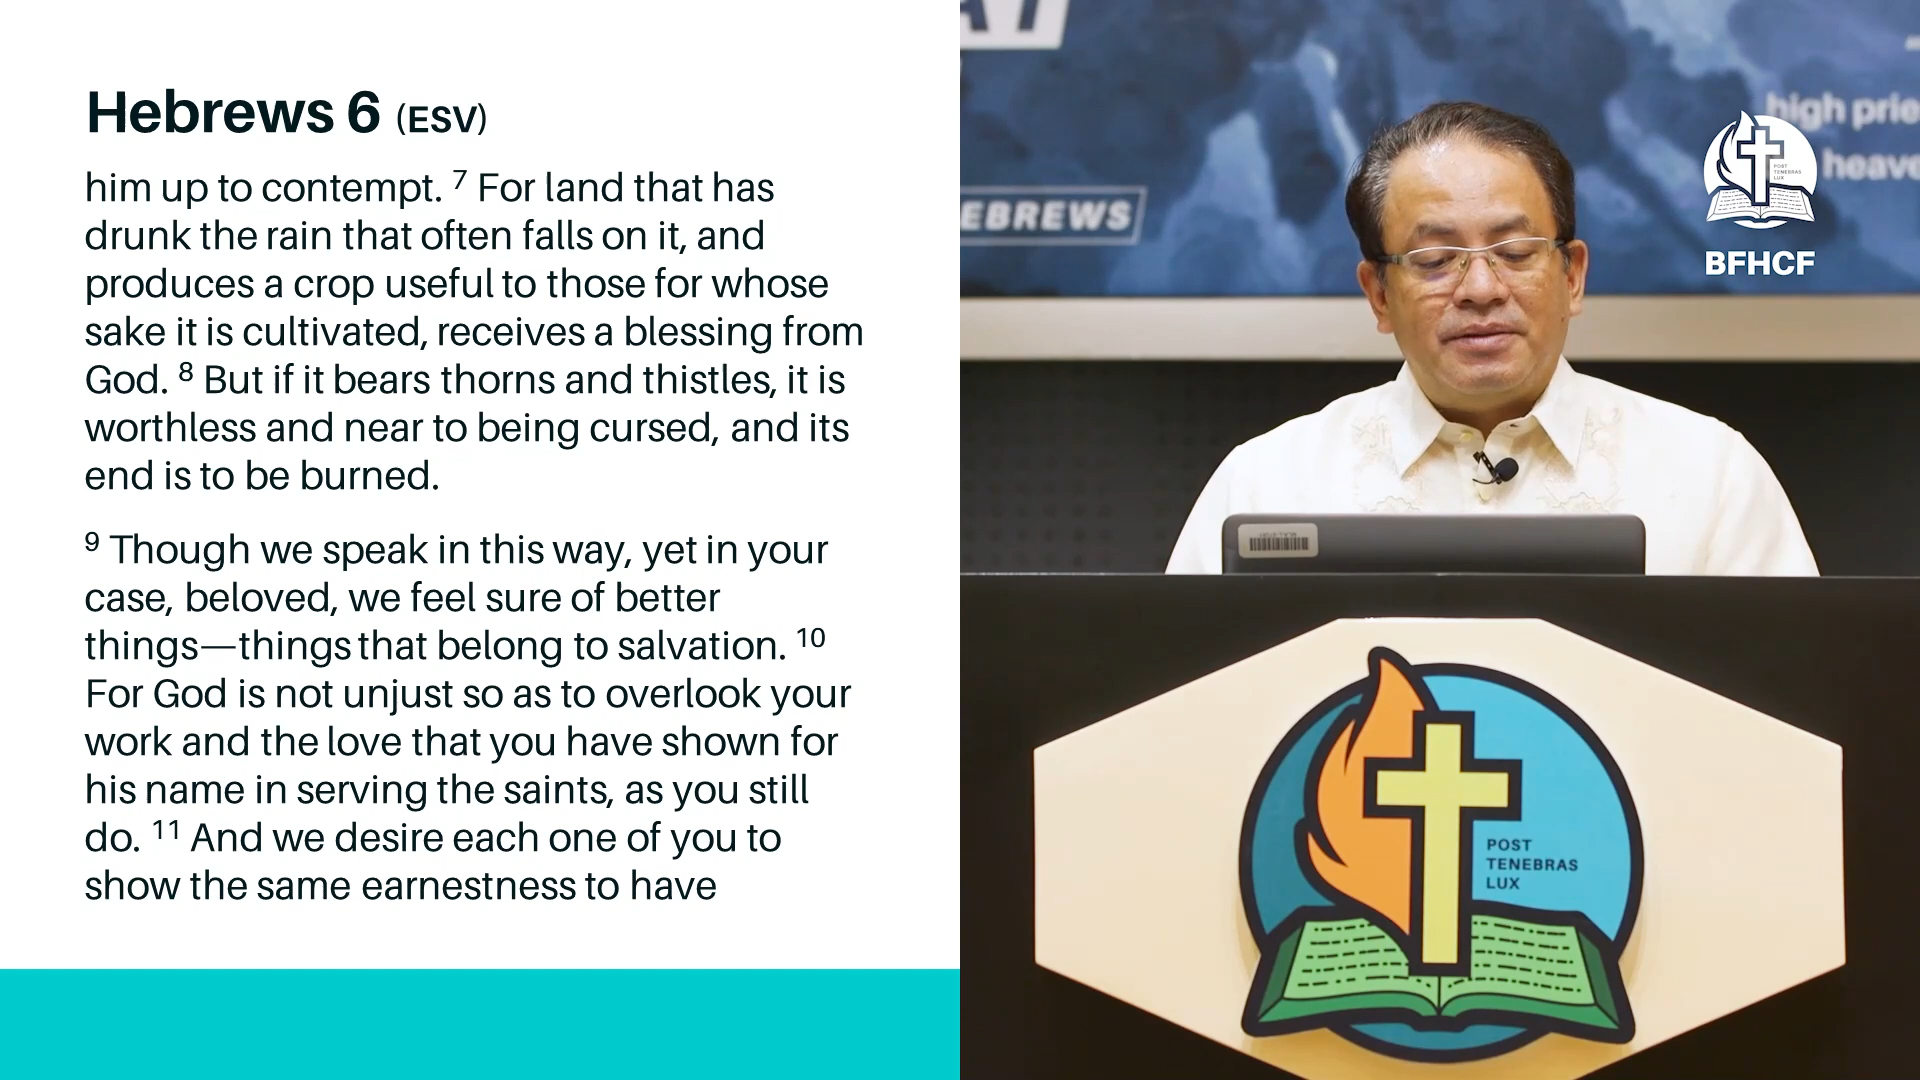 Hebrews 6 (ESV)
him up to contempt. 7 For land that has
drunk the rain that often falls on it, and
produces a crop useful to those for whose
sake it is cultivated, receives a blessing from
God. 8 But if it bears thorns and thistles, it is
worthless and near to being cursed, and its
end is to be burned.
9 Though we speak in this way, yet in your
case, beloved, we feel sure of better
things—things that belong to salvation. 10
For God is not unjust so as to overlook your
work and the love that you have shown for
his name in serving the saints, as you still
do. 11 And we desire each one of you to
show the same earnestness to have
EBREWS
high prie
heave
POST
TENEBRAS
LUX
BFHCF
POST
TENEBRAS
LUX